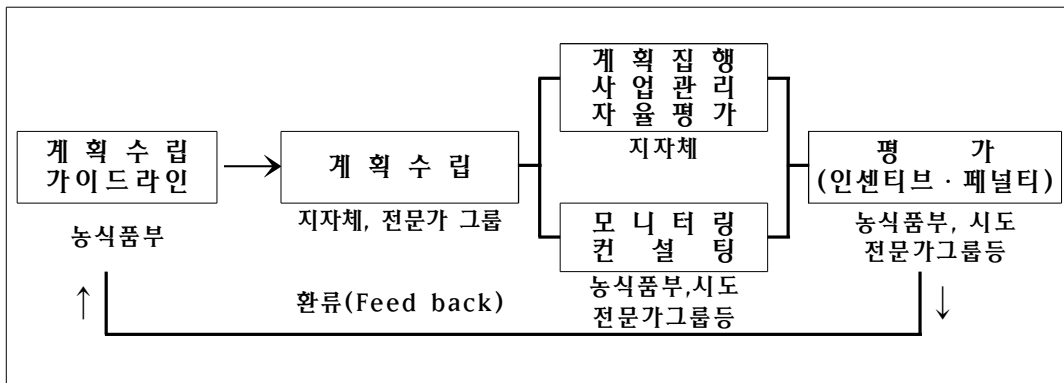 계 획 수 립
가이드라인
농식품부
계 획 수 립
지자체, 전문가 그룹
계 획 집 행
사 업 관 리
자 율 평 가
지자체
모 니 터 링
컨 설 팅
농식품부,시도
전문가그룹등
평 가
(인센티브 · 페널티)
농식품부, 시도
전문가그룹등
환류(Feed back)